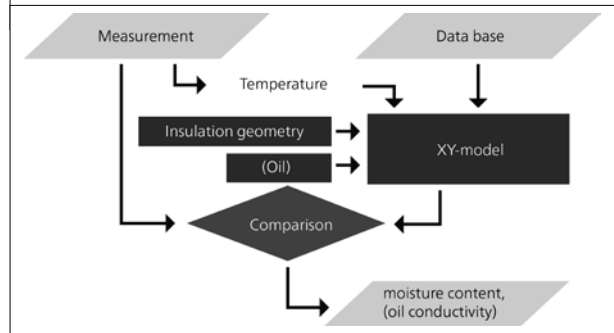 Measurement
Data base
Temperature
Insulation geometry
XY-model
(Oil)
Comparison
moisture content,
(oil conductivity)